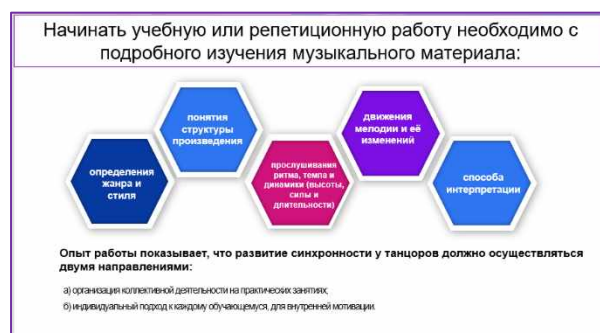 Начинать учебную или репетиционную работу необходимо с
подробного изучения музыкального материала:
определения
жанра и
стиля
понятия
структуры
произведения
прослушивания
ритма, темпа и
динамики (высоты,
силы и
длительности)
движения
мелодии и её
изменений
способа
интерпретации
Опыт работы показывает, что развитие синхронности у танцоров должно осуществляться
двумя направлениями:
а) организация коллективной деятельности на практических занятиях;
б) индивидуальный подход к каждому обучающемуся, для внутренней мотивации.